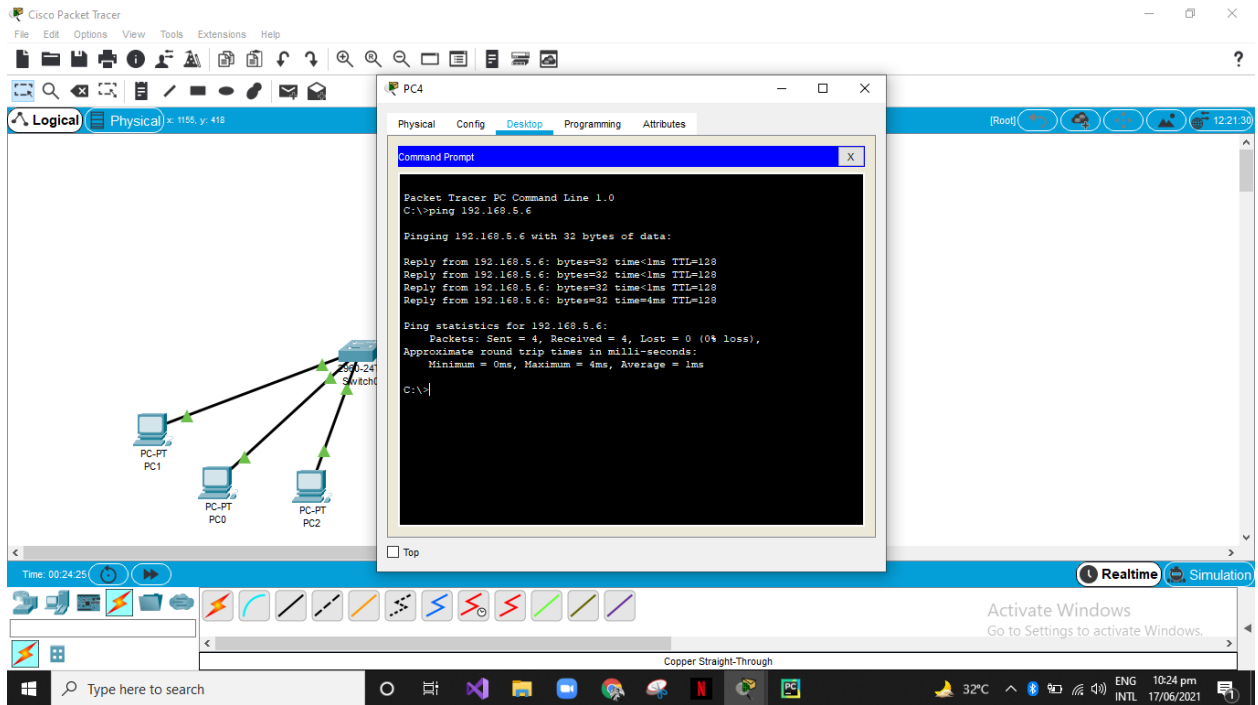 Cisco Packet Tracer
File Edit Options View Tools Extensions Help
?
PC4
Logical Physical x: 1155, y: 418
[Root] 12:21:30
Physical Config Desktop Programming Attributes
Command Prompt X
Packet Tracer PC Command Line 1.0
C:\>ping 192.168.5.6
Pinging 192.168.5.6 with 32 bytes of data:
Reply from 192.168.5.6: bytes=32 time<1ms TTL=128
Reply from 192.168.5.6: bytes=32 time<1ms TTL=128
Reply from 192.168.5.6: bytes=32 time<1ms TTL=128
Reply from 192.168.5.6: bytes=32 time=4ms TTL=128
Ping statistics for 192.168.5.6:
Packets: Sent = 4, Received = 4, Lost = 0 (0% loss),
Approximate round trip times in milli-seconds:
Minimum = 0ms, Maximum = 4ms, Average = 1ms
C:\>
2960-24T
Switch0
PC-PT
PC1
PC-PT
PC0
PC-PT
PC2
Top
Time: 00:24:25
Realtime Simulation
Activate Windows
Go to Settings to activate Windows.
Copper Straight-Through
Type here to search
32°C
ENG
INTL
10:24 pm
17/06/2021